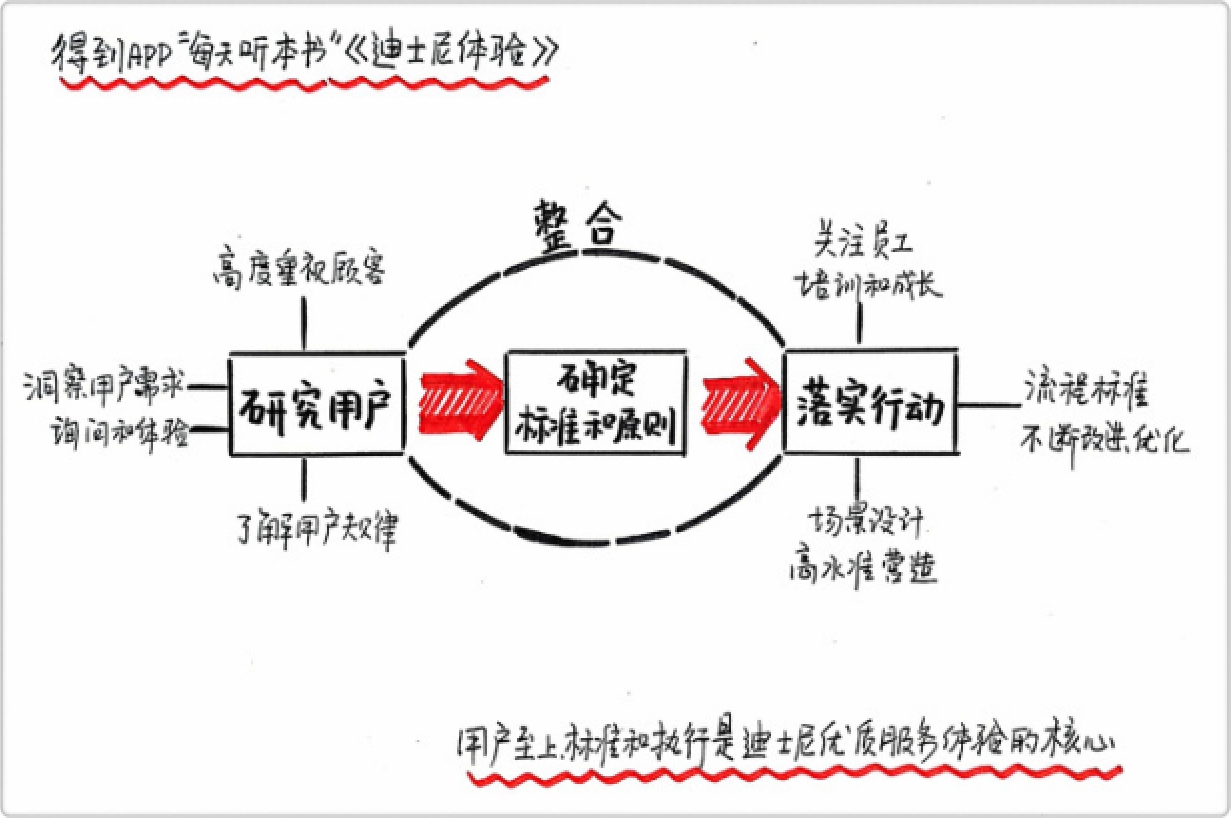 得到APP“每天听本书”《迪士尼体验》
整合
高度重视顾客
洞察用户需求
询问和体验
研究用户
了解用户规律
确定
标准和原则
关注员工
培训和成长
落实行动
流程标准
不断改进、优化
场景设计
高水准营造
用户至上.标准和执行是迪士尼优质服务体验的核心